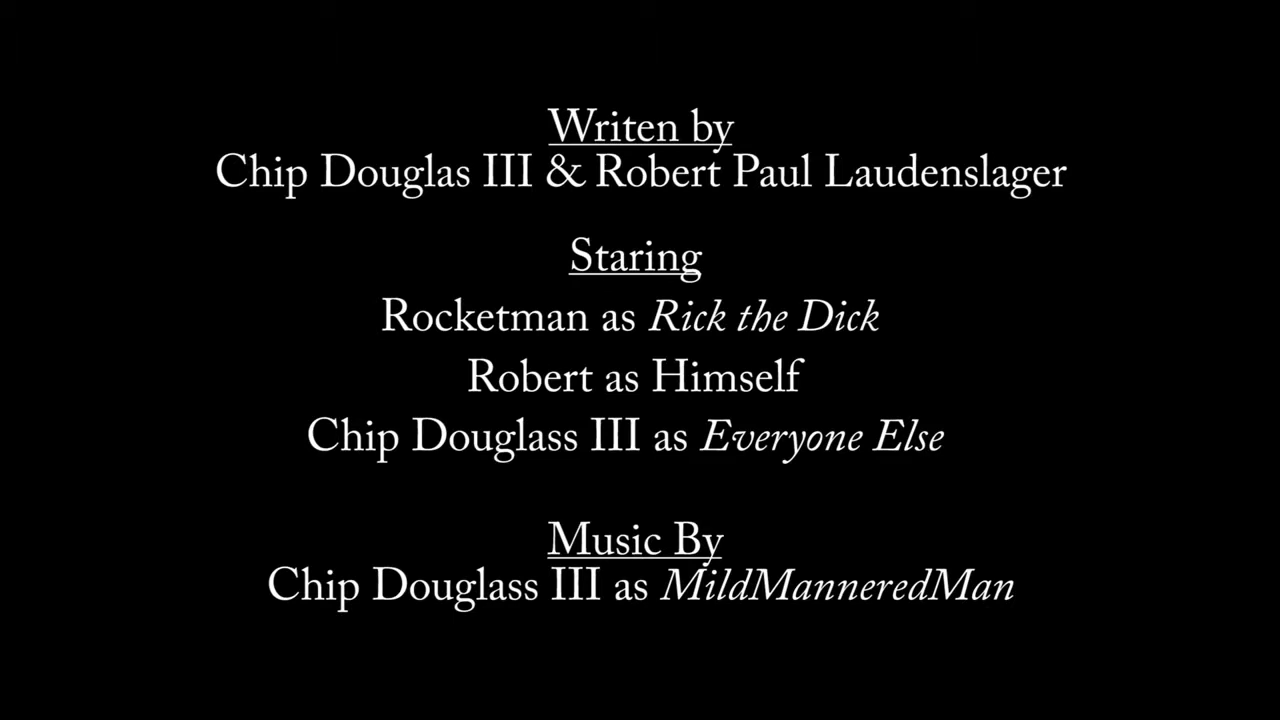 Writen by
Chip Douglas III & Robert Paul Laudenslager
Staring
Rocketman as Rick the Dick
Robert as Himself
Chip Douglass III as Everyone Else
Music By
Chip Douglass III as MildManneredMan